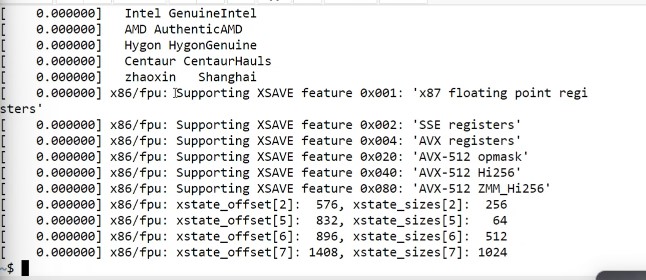 [    0.000000]   Intel GenuineIntel
[    0.000000]   AMD AuthenticAMD
[    0.000000]   Hygon HygonGenuine
[    0.000000]   Centaur CentaurHauls
[    0.000000]   zhaoxin   Shanghai
[    0.000000] x86/fpu: Supporting XSAVE feature 0x001: 'x87 floating point regi
sters'
[    0.000000] x86/fpu: Supporting XSAVE feature 0x002: 'SSE registers'
[    0.000000] x86/fpu: Supporting XSAVE feature 0x004: 'AVX registers'
[    0.000000] x86/fpu: Supporting XSAVE feature 0x020: 'AVX-512 opmask'
[    0.000000] x86/fpu: Supporting XSAVE feature 0x040: 'AVX-512 Hi256'
[    0.000000] x86/fpu: Supporting XSAVE feature 0x080: 'AVX-512 ZMM_Hi256'
[    0.000000] x86/fpu: xstate_offset[2]:  576, xstate_sizes[2]:  256
[    0.000000] x86/fpu: xstate_offset[5]:  832, xstate_sizes[5]:   64
[    0.000000] x86/fpu: xstate_offset[6]:  896, xstate_sizes[6]:  512
[    0.000000] x86/fpu: xstate_offset[7]: 1408, xstate_sizes[7]: 1024
~$